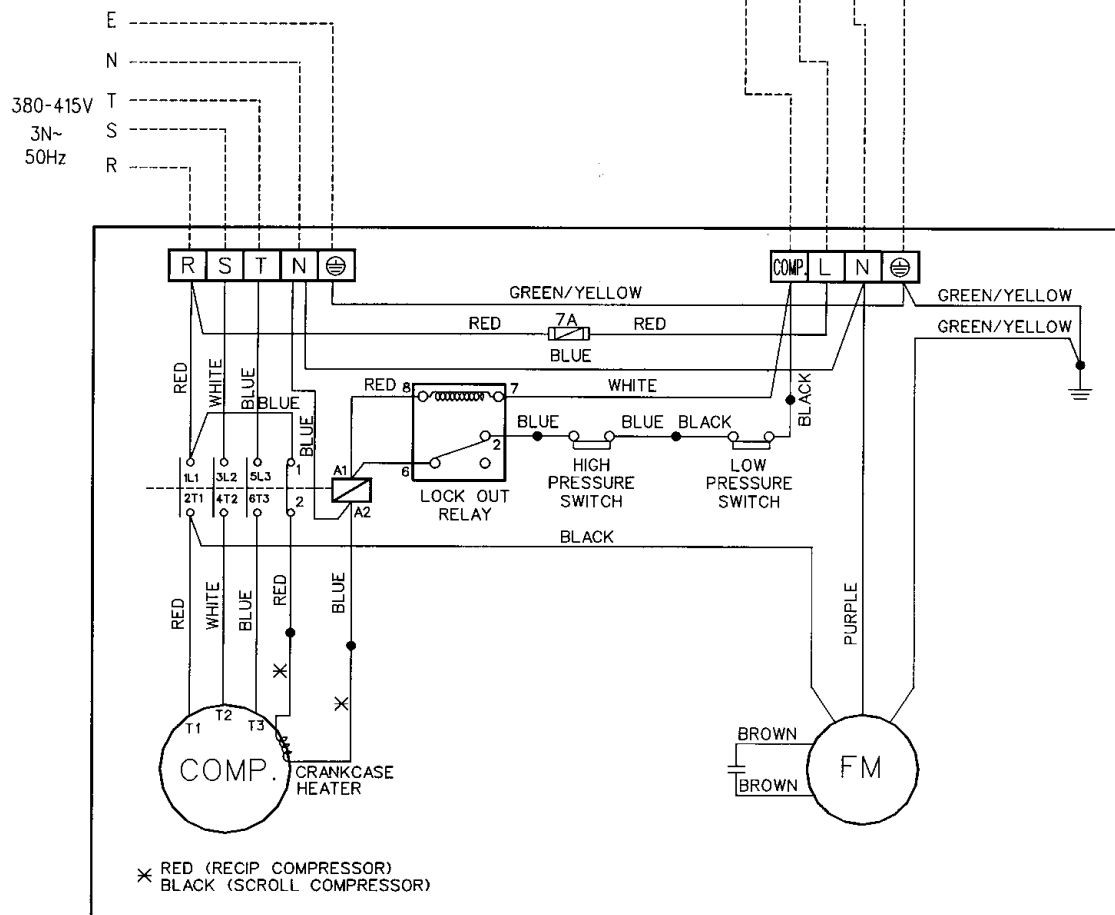 E
N
380-415V T
3N~ S
50Hz R
R S T N
COMP. L N
GREEN/YELLOW
GREEN/YELLOW
GREEN/YELLOW
RED 7A RED
BLUE
RED
WHITE
BLUE
BLUE
BLUE
RED 8 7 WHITE
BLACK
BLUE BLUE BLACK
2
6
HIGH
PRESSURE
SWITCH
LOW
PRESSURE
SWITCH
LOCK OUT
RELAY
1L1 3L2 5L3 1
2T1 4T2 6T3 2
A1
A2
BLACK
RED
WHITE
BLUE
RED
BLUE
PURPLE
T1 T2 T3
COMP.
CRANKCASE
HEATER
BROWN
BROWN
FM
RED (RECIP COMPRESSOR)
BLACK (SCROLL COMPRESSOR)